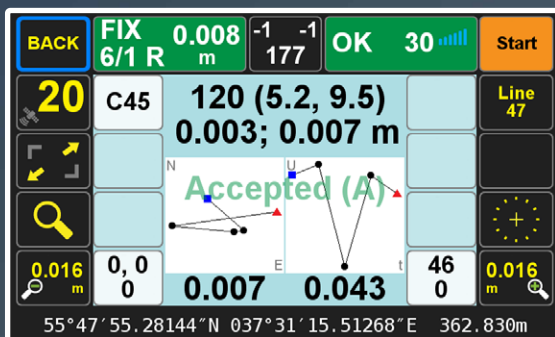 BACK
FIX
6/1 R
0.008
m
-1 -1
177
OK 30
Start
20
C45
120 (5.2, 9.5)
0.003; 0.007 m
Line
47
N
U
Accepted (A)
E
t
0.016
m
0, 0
0
0.007
0.043
46
0
0.016
m
55°47′55.28144″N 037°31′15.51268″E 362.830m